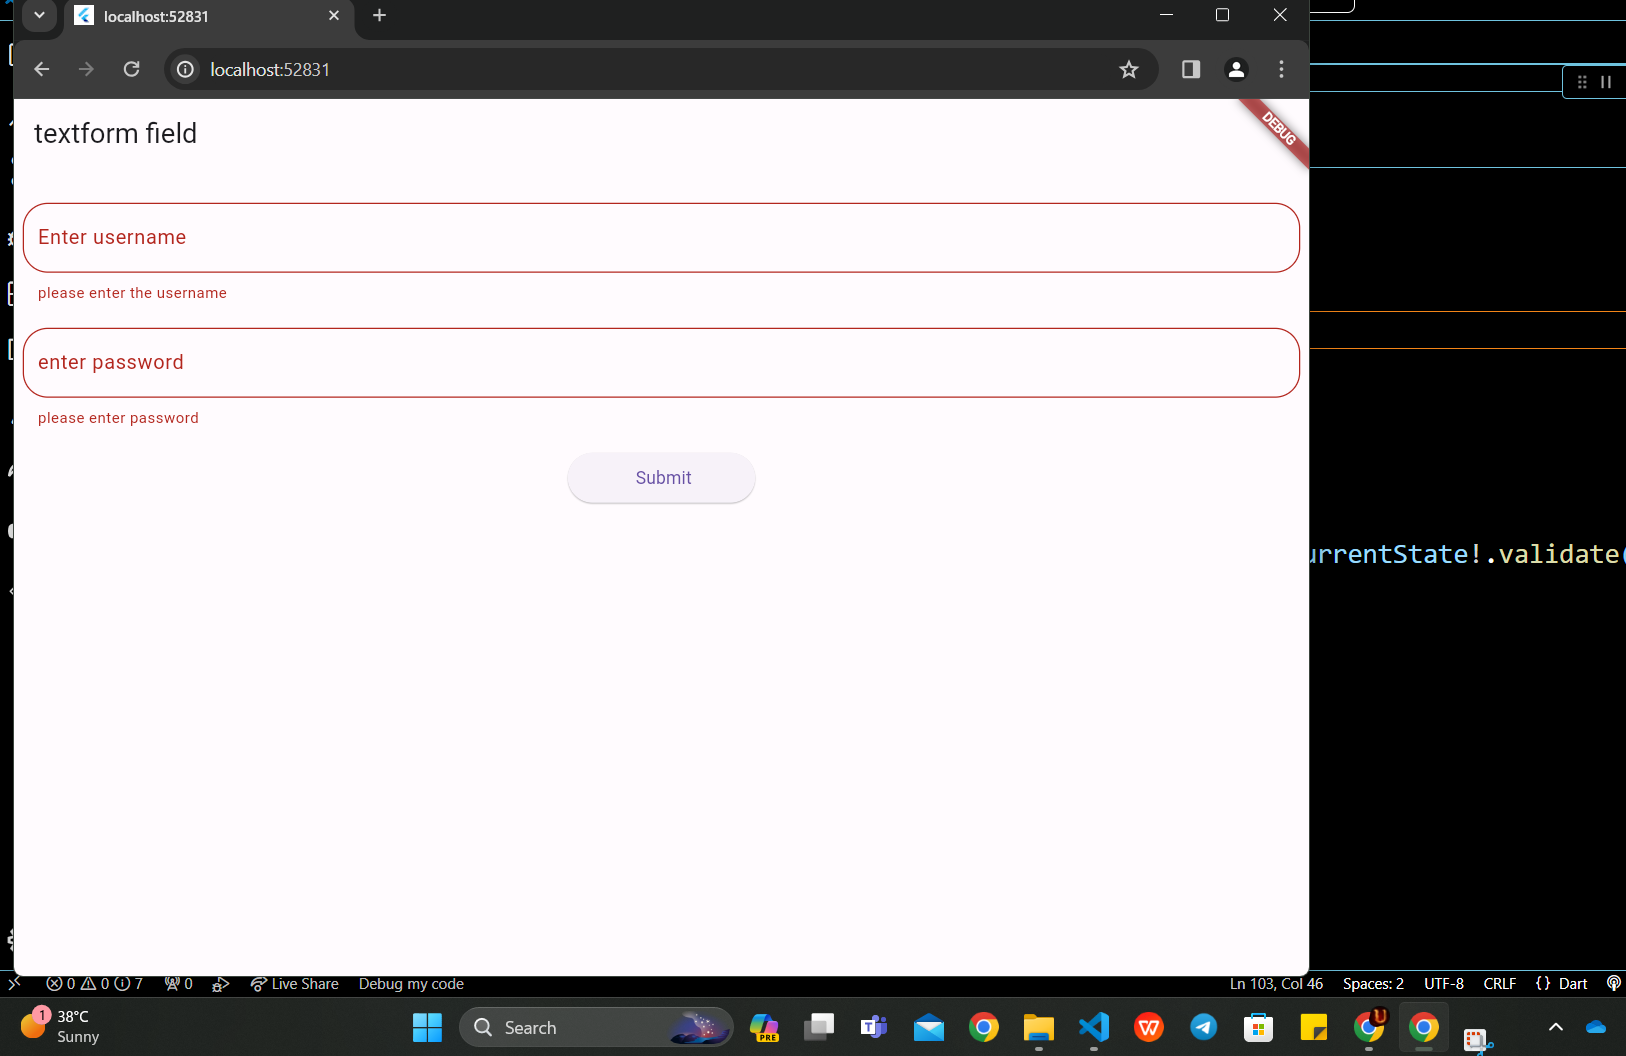 localhost:52831
localhost:52831
textform field
DEBUG
Enter username
please enter the username
enter password
please enter password
Submit
urrentState!.validate(
0 0 7 0 Live Share Debug my code Ln 103, Col 46 Spaces: 2 UTF-8 CRLF {} Dart
1 38°C
Sunny
Search
PRE
T
W
U